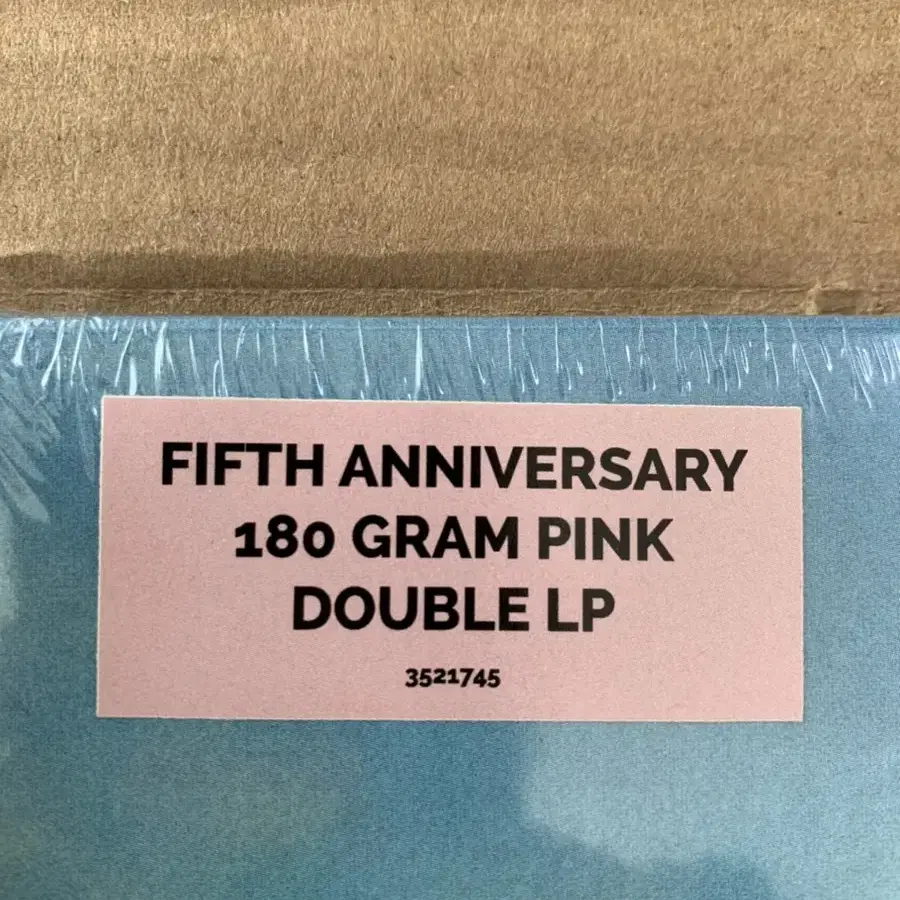 FIFTH ANNIVERSARY
180 GRAM PINK
DOUBLE LP
3521745